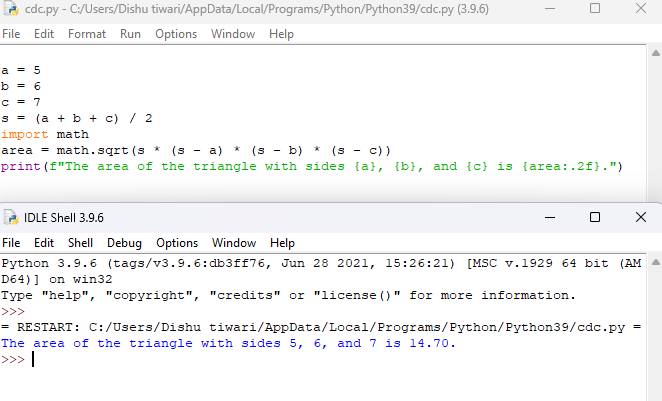 cdc.py - C:/Users/Dishu tiwari/AppData/Local/Programs/Python/Python39/cdc.py (3.9.6)
File Edit Format Run Options Window Help
a = 5
b = 6
c = 7
s = (a + b + c) / 2
import math
area = math.sqrt(s * (s - a) * (s - b) * (s - c))
print(f"The area of the triangle with sides {a}, {b}, and {c} is {area:.2f}.")
IDLE Shell 3.9.6
File Edit Shell Debug Options Window Help
Python 3.9.6 (tags/v3.9.6:db3ff76, Jun 28 2021, 15:26:21) [MSC v.1929 64 bit (AM
D64)] on win32
Type "help", "copyright", "credits" or "license()" for more information.
>>>
= RESTART: C:/Users/Dishu tiwari/AppData/Local/Programs/Python/Python39/cdc.py =
The area of the triangle with sides 5, 6, and 7 is 14.70.
>>>